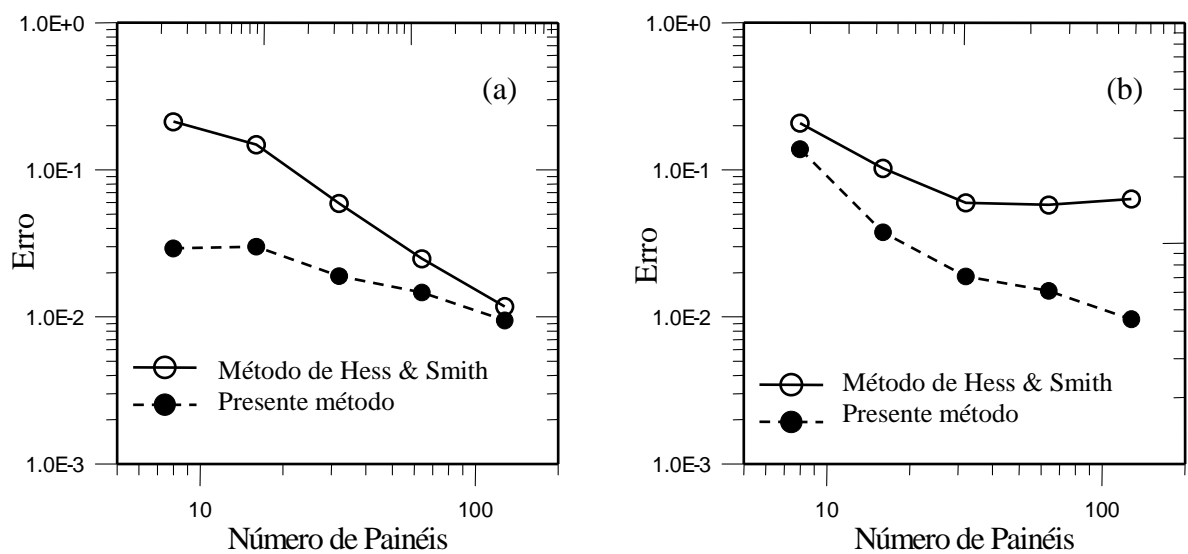 1.0E+0
(a)
1.0E-1
Erro
1.0E-2
Método de Hess & Smith
Presente método
1.0E-3
10
100
Número de Painéis
1.0E+0
(b)
1.0E-1
Erro
1.0E-2
Método de Hess & Smith
Presente método
1.0E-3
10
100
Número de Painéis